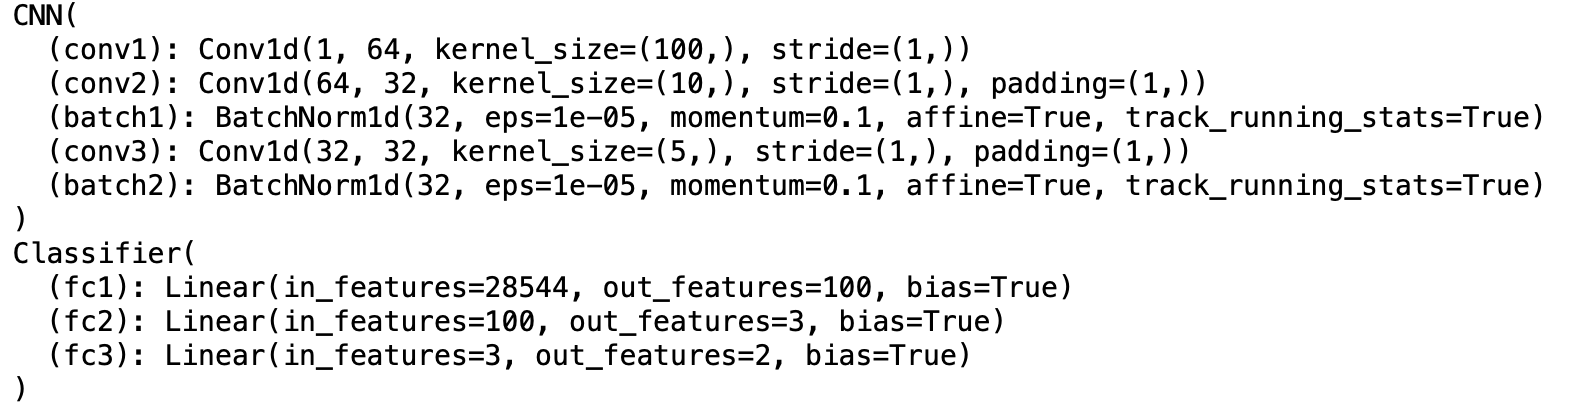 CNN(
  (conv1): Conv1d(1, 64, kernel_size=(100,), stride=(1,))
  (conv2): Conv1d(64, 32, kernel_size=(10,), stride=(1,), padding=(1,))
  (batch1): BatchNorm1d(32, eps=1e-05, momentum=0.1, affine=True, track_running_stats=True)
  (conv3): Conv1d(32, 32, kernel_size=(5,), stride=(1,), padding=(1,))
  (batch2): BatchNorm1d(32, eps=1e-05, momentum=0.1, affine=True, track_running_stats=True)
)
Classifier(
  (fc1): Linear(in_features=28544, out_features=100, bias=True)
  (fc2): Linear(in_features=100, out_features=3, bias=True)
  (fc3): Linear(in_features=3, out_features=2, bias=True)
)